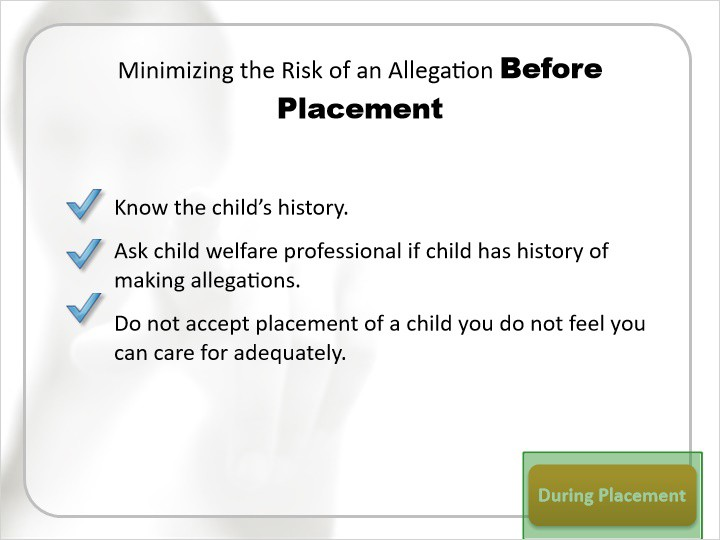 Minimizing the Risk of an Allegation Before
Placement
Know the child’s history.
Ask child welfare professional if child has history of
making allegations.
Do not accept placement of a child you do not feel you
can care for adequately.
During Placement